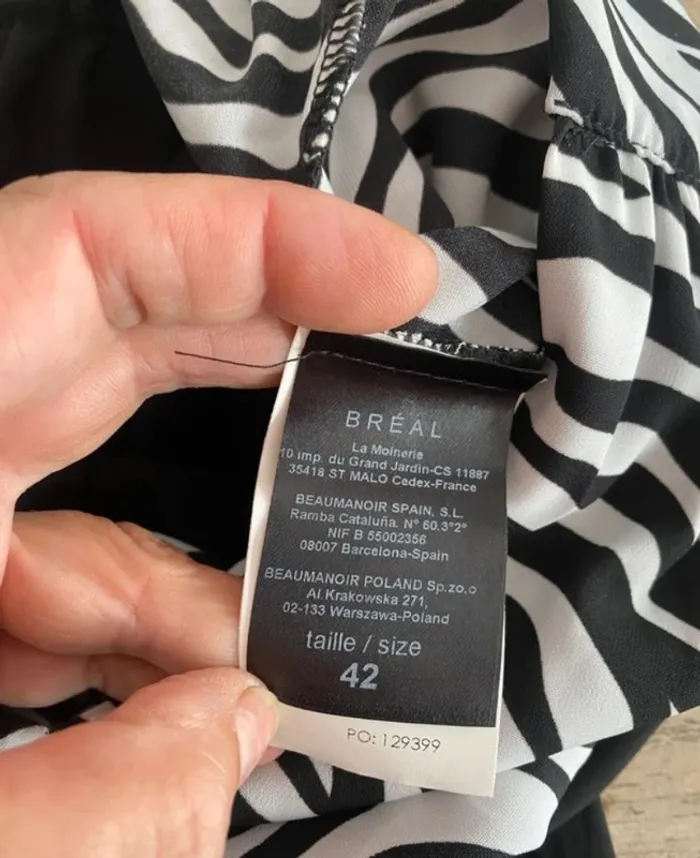 BRÉAL
La Moinerie
10 imp. du Grand Jardin-CS 11887
35418 ST MALO Cedex-France
BEAUMANOIR SPAIN, S.L.
Ramba Cataluña. N° 60.3°2°
NIF B 55002356
08007 Barcelona-Spain
BEAUMANOIR POLAND Sp.zo.o
Al.Krakowska 271,
02-133 Warszawa-Poland
taille / size
42
PO: 129399